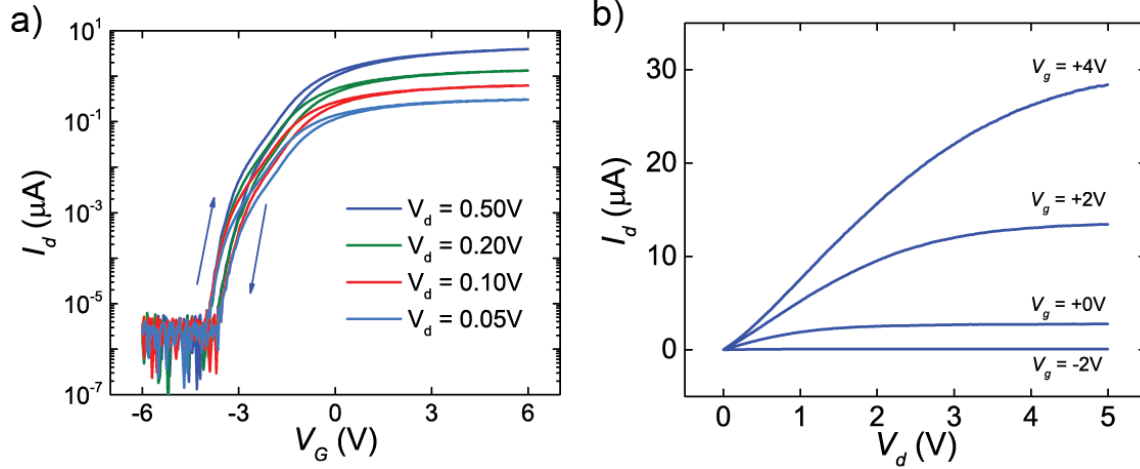 a)
I_d (μA)
10^1
10^-1
10^-3
10^-5
10^-7
V_d = 0.50V
V_d = 0.20V
V_d = 0.10V
V_d = 0.05V
-6 -3 0 3 6
V_G (V)
b)
I_d (μA)
30
20
10
0
V_g = +4V
V_g = +2V
V_g = +0V
V_g = -2V
0 1 2 3 4 5
V_d (V)